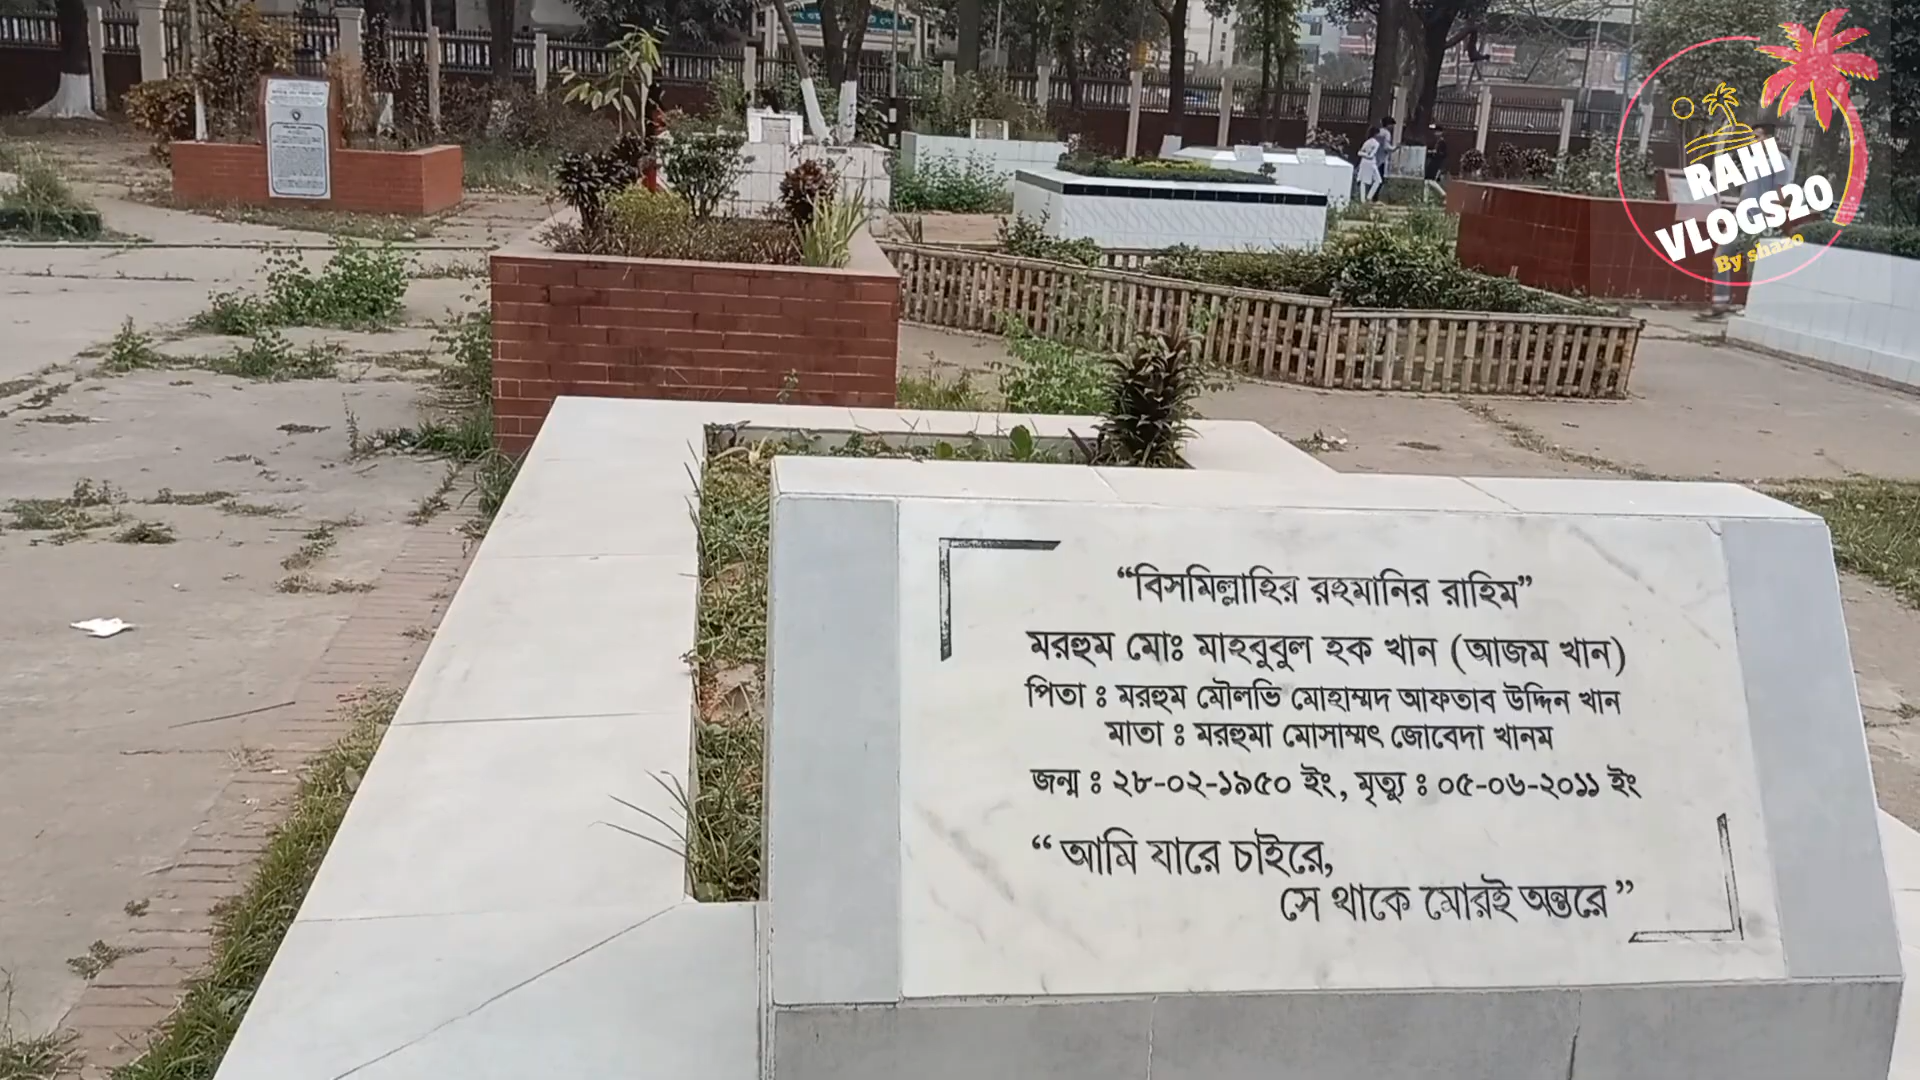 RAHI
VLOGS20
By shazo
“বিসমিল্লাহির রহমানির রাহিম”
মরহুম মোঃ মাহবুবুল হক খান (আজম খান)
পিতা ঃ মরহুম মৌলভি মোহাম্মদ আফতাব উদ্দিন খান
মাতা ঃ মরহুমা মোসাম্মৎ জোবেদা খানম
জন্ম ঃ ২৮-০২-১৯৫০ ইং, মৃত্যু ঃ ০৫-০৬-২০১১ ইং
“ আমি যারে চাইরে,
সে থাকে মোরই অন্তরে ”